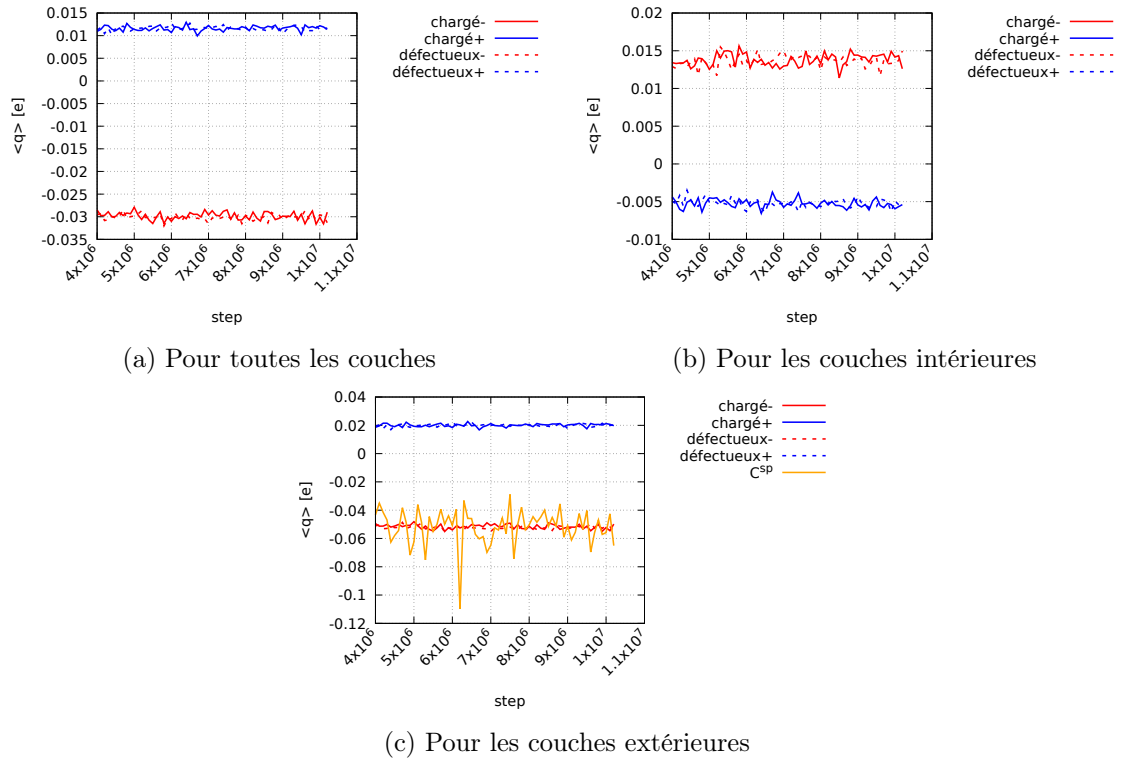 0.015
0.01
0.005
0
-0.005
-0.01
-0.015
-0.02
-0.025
-0.03
-0.035
<q> [e]
4x10⁶
5x10⁶
6x10⁶
7x10⁶
8x10⁶
9x10⁶
1x10⁷
1.1x10⁷
step
chargé-
chargé+
défectueux-
défectueux+
(a) Pour toutes les couches
0.02
0.015
0.01
0.005
0
-0.005
-0.01
<q> [e]
4x10⁶
5x10⁶
6x10⁶
7x10⁶
8x10⁶
9x10⁶
1x10⁷
1.1x10⁷
step
chargé-
chargé+
défectueux-
défectueux+
(b) Pour les couches intérieures
0.04
0.02
0
-0.02
-0.04
-0.06
-0.08
-0.1
-0.12
<q> [e]
4x10⁶
5x10⁶
6x10⁶
7x10⁶
8x10⁶
9x10⁶
1x10⁷
1.1x10⁷
step
chargé-
chargé+
défectueux-
défectueux+
Cˢᵖ
(c) Pour les couches extérieures